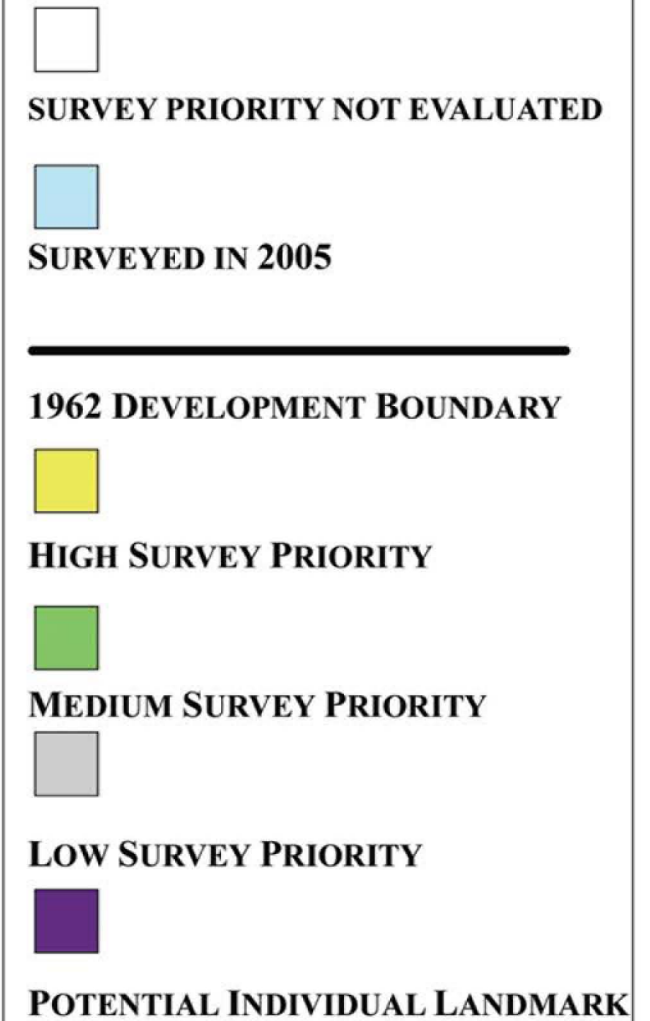 SURVEY PRIORITY NOT EVALUATED
SURVEYED IN 2005
1962 DEVELOPMENT BOUNDARY
HIGH SURVEY PRIORITY
MEDIUM SURVEY PRIORITY
LOW SURVEY PRIORITY
POTENTIAL INDIVIDUAL LANDMARK